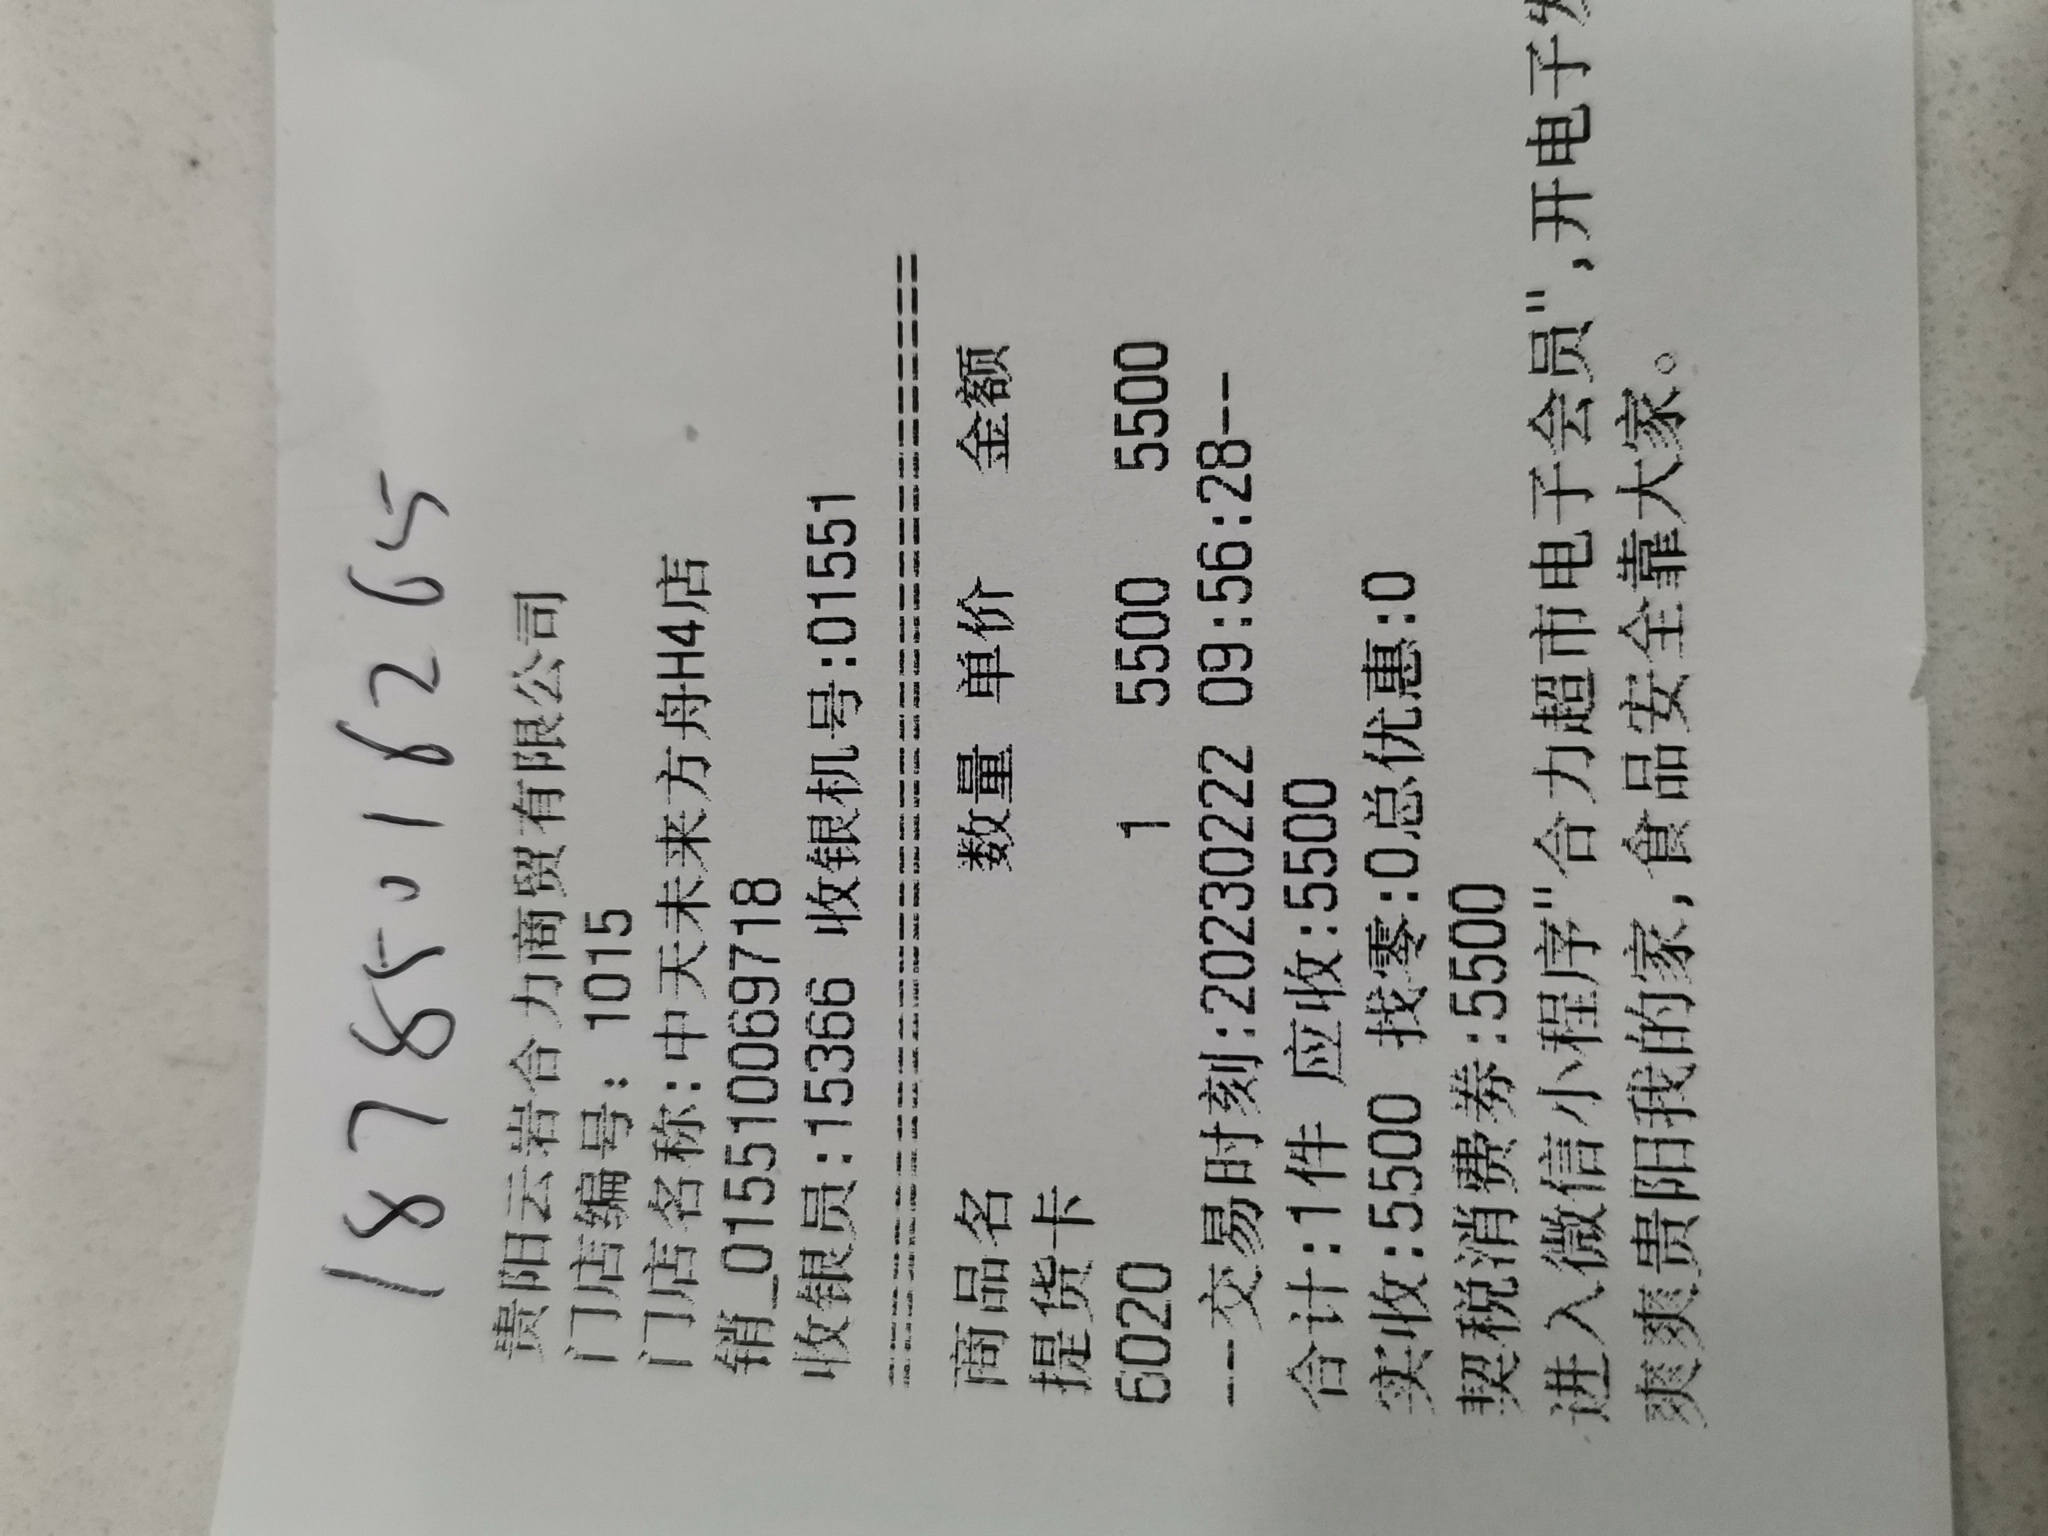 18785016265
贵阳云岩合力商贸有限公司
门店编号: 1015
门店名称:中天未来方舟H4店
销_015510069718
收银员:15366 收银机号:01551
================================
商品名 数量 单价 金额
提货卡
6020 1 5500 5500
--交易时刻:20230222 09:56:28--
合计:1件 应收:5500
实收:5500 找零:0总优惠:0
契税消费券:5500
进入微信小程序"合力超市电子会员",开电子
爽爽贵阳我的家,食品安全靠大家。